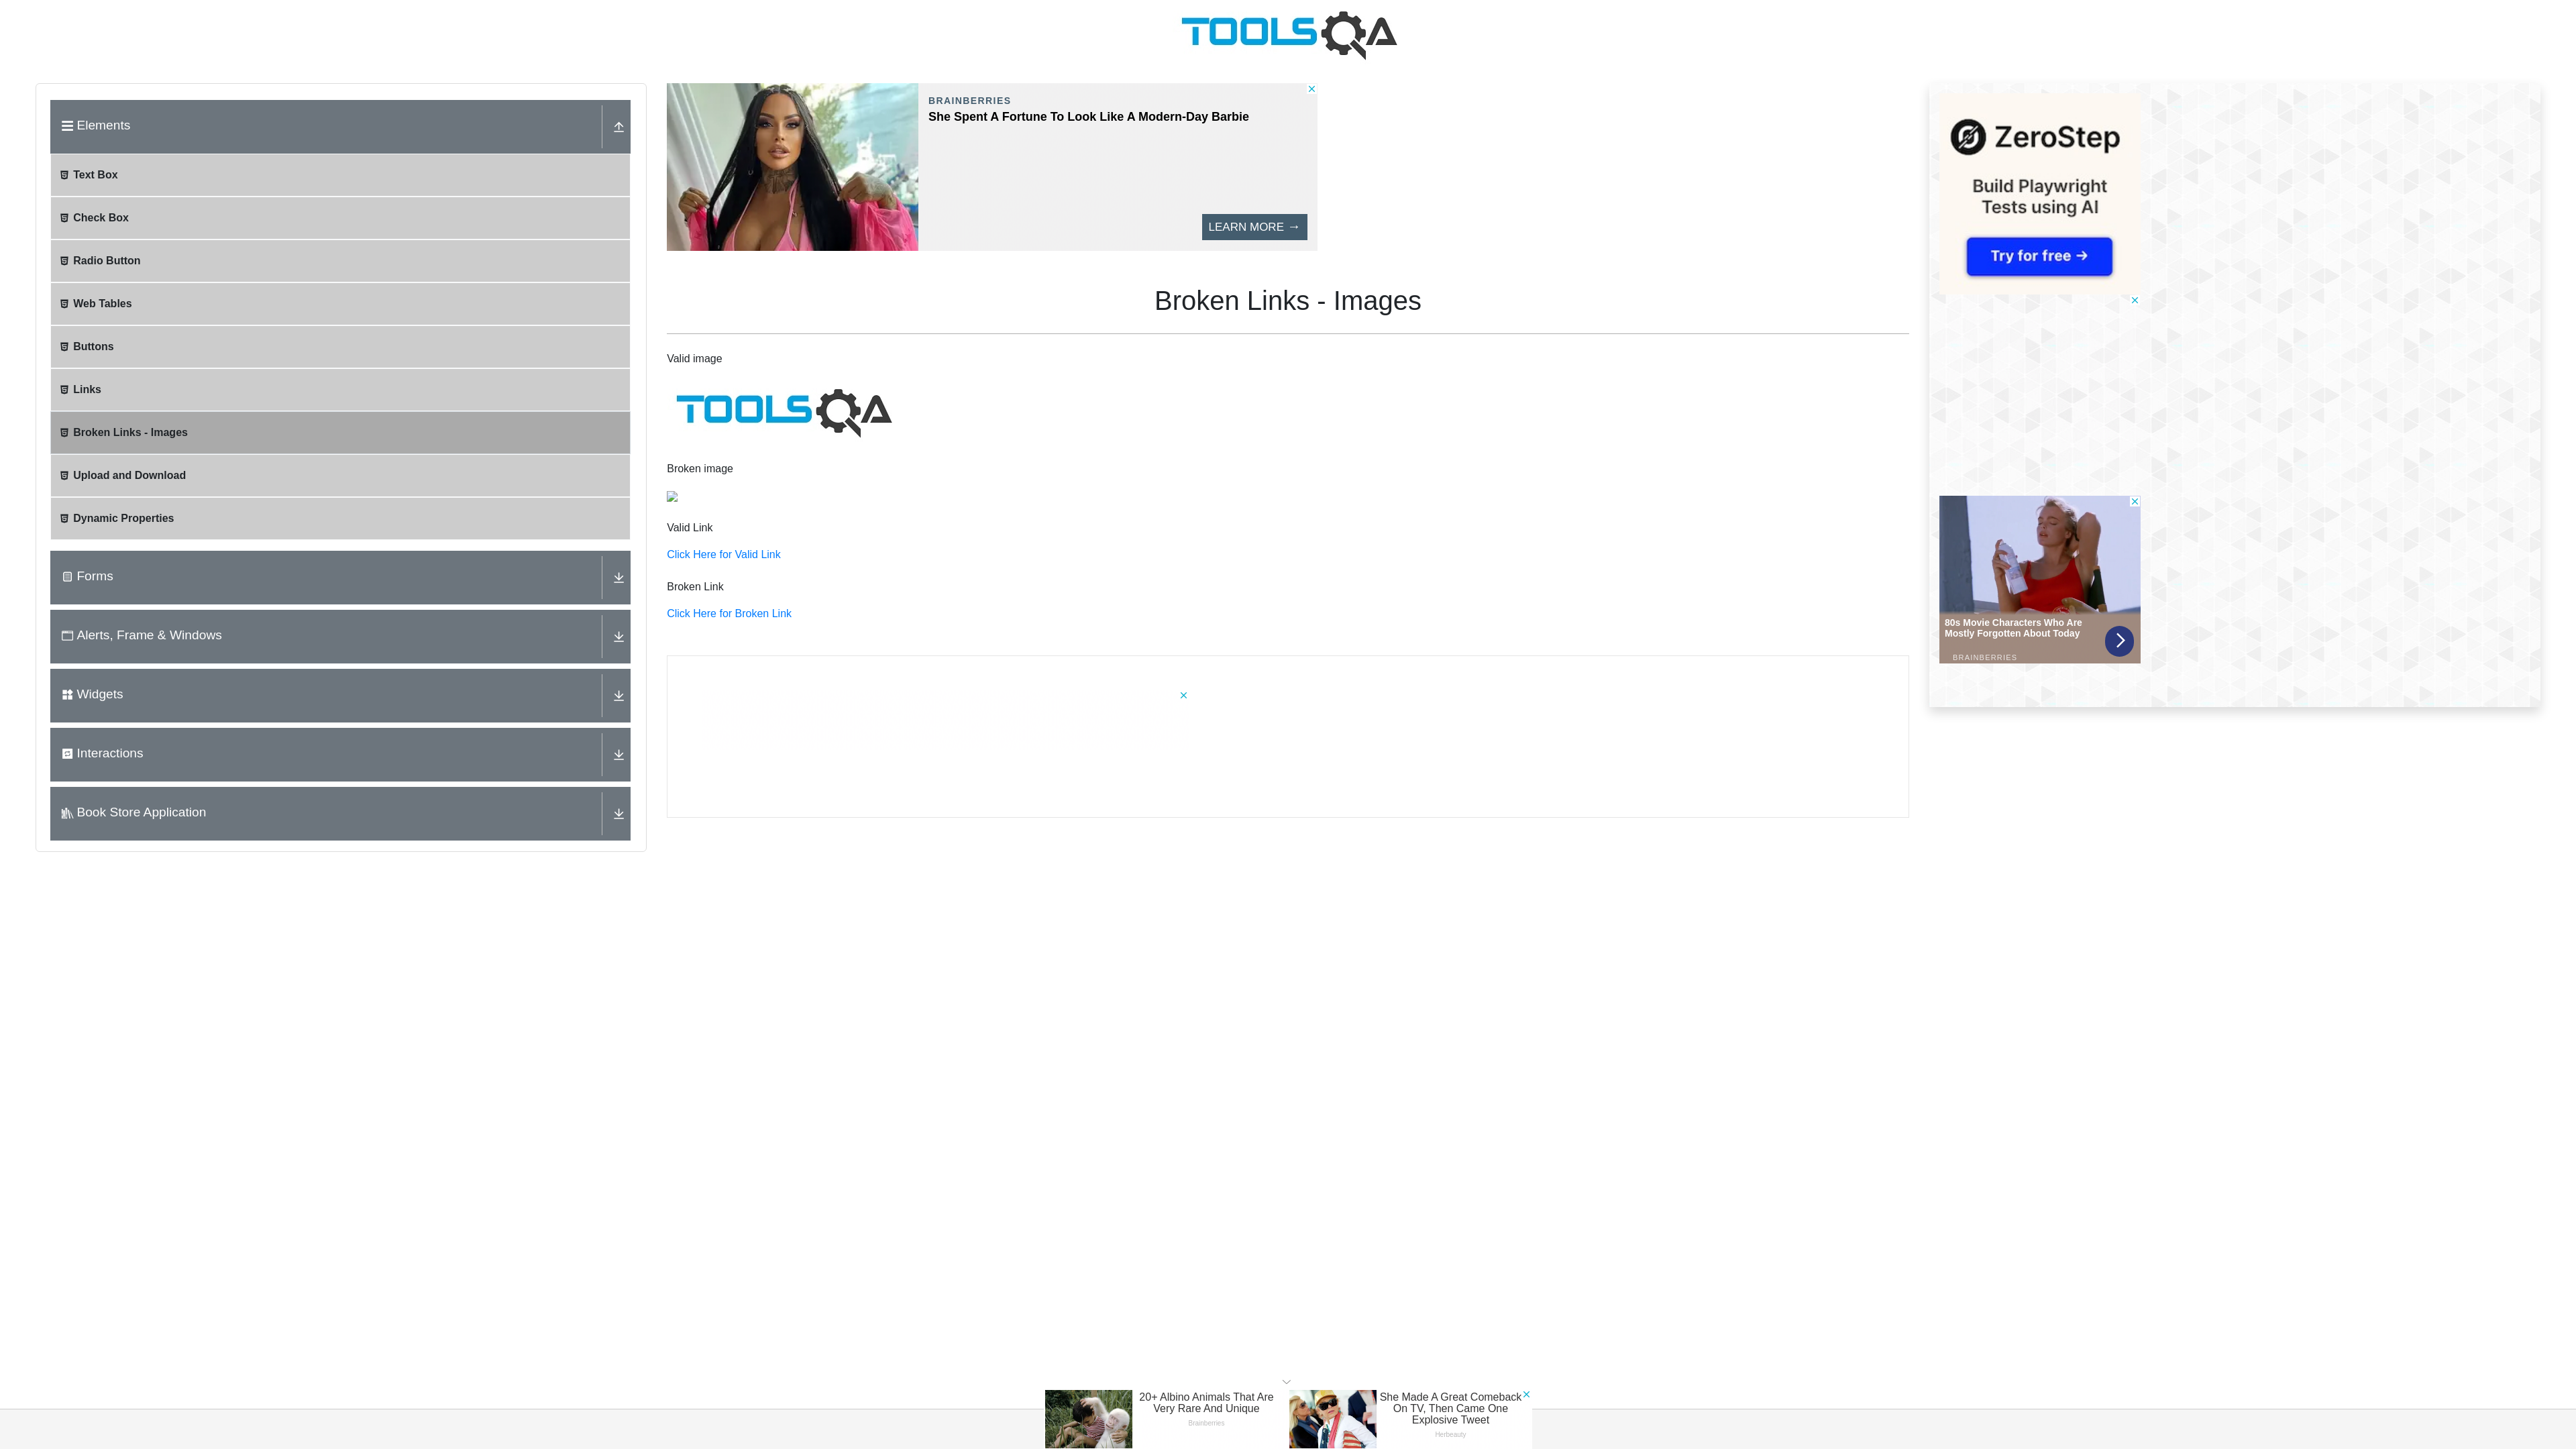 TOOLSQA
Elements
Text Box
Check Box
Radio Button
Web Tables
Buttons
Links
Broken Links - Images
Upload and Download
Dynamic Properties
Forms
Alerts, Frame & Windows
Widgets
Interactions
Book Store Application
BRAINBERRIES
She Spent A Fortune To Look Like A Modern-Day Barbie
LEARN MORE →
Broken Links - Images
Valid image
TOOLSQA
Broken image
Valid Link
Click Here for Valid Link
Broken Link
Click Here for Broken Link
ZeroStep
Build Playwright
Tests using AI
Try for free →
80s Movie Characters Who Are
Mostly Forgotten About Today
BRAINBERRIES
20+ Albino Animals That Are
Very Rare And Unique
Brainberries
She Made A Great Comeback
On TV, Then Came One
Explosive Tweet
Herbeauty